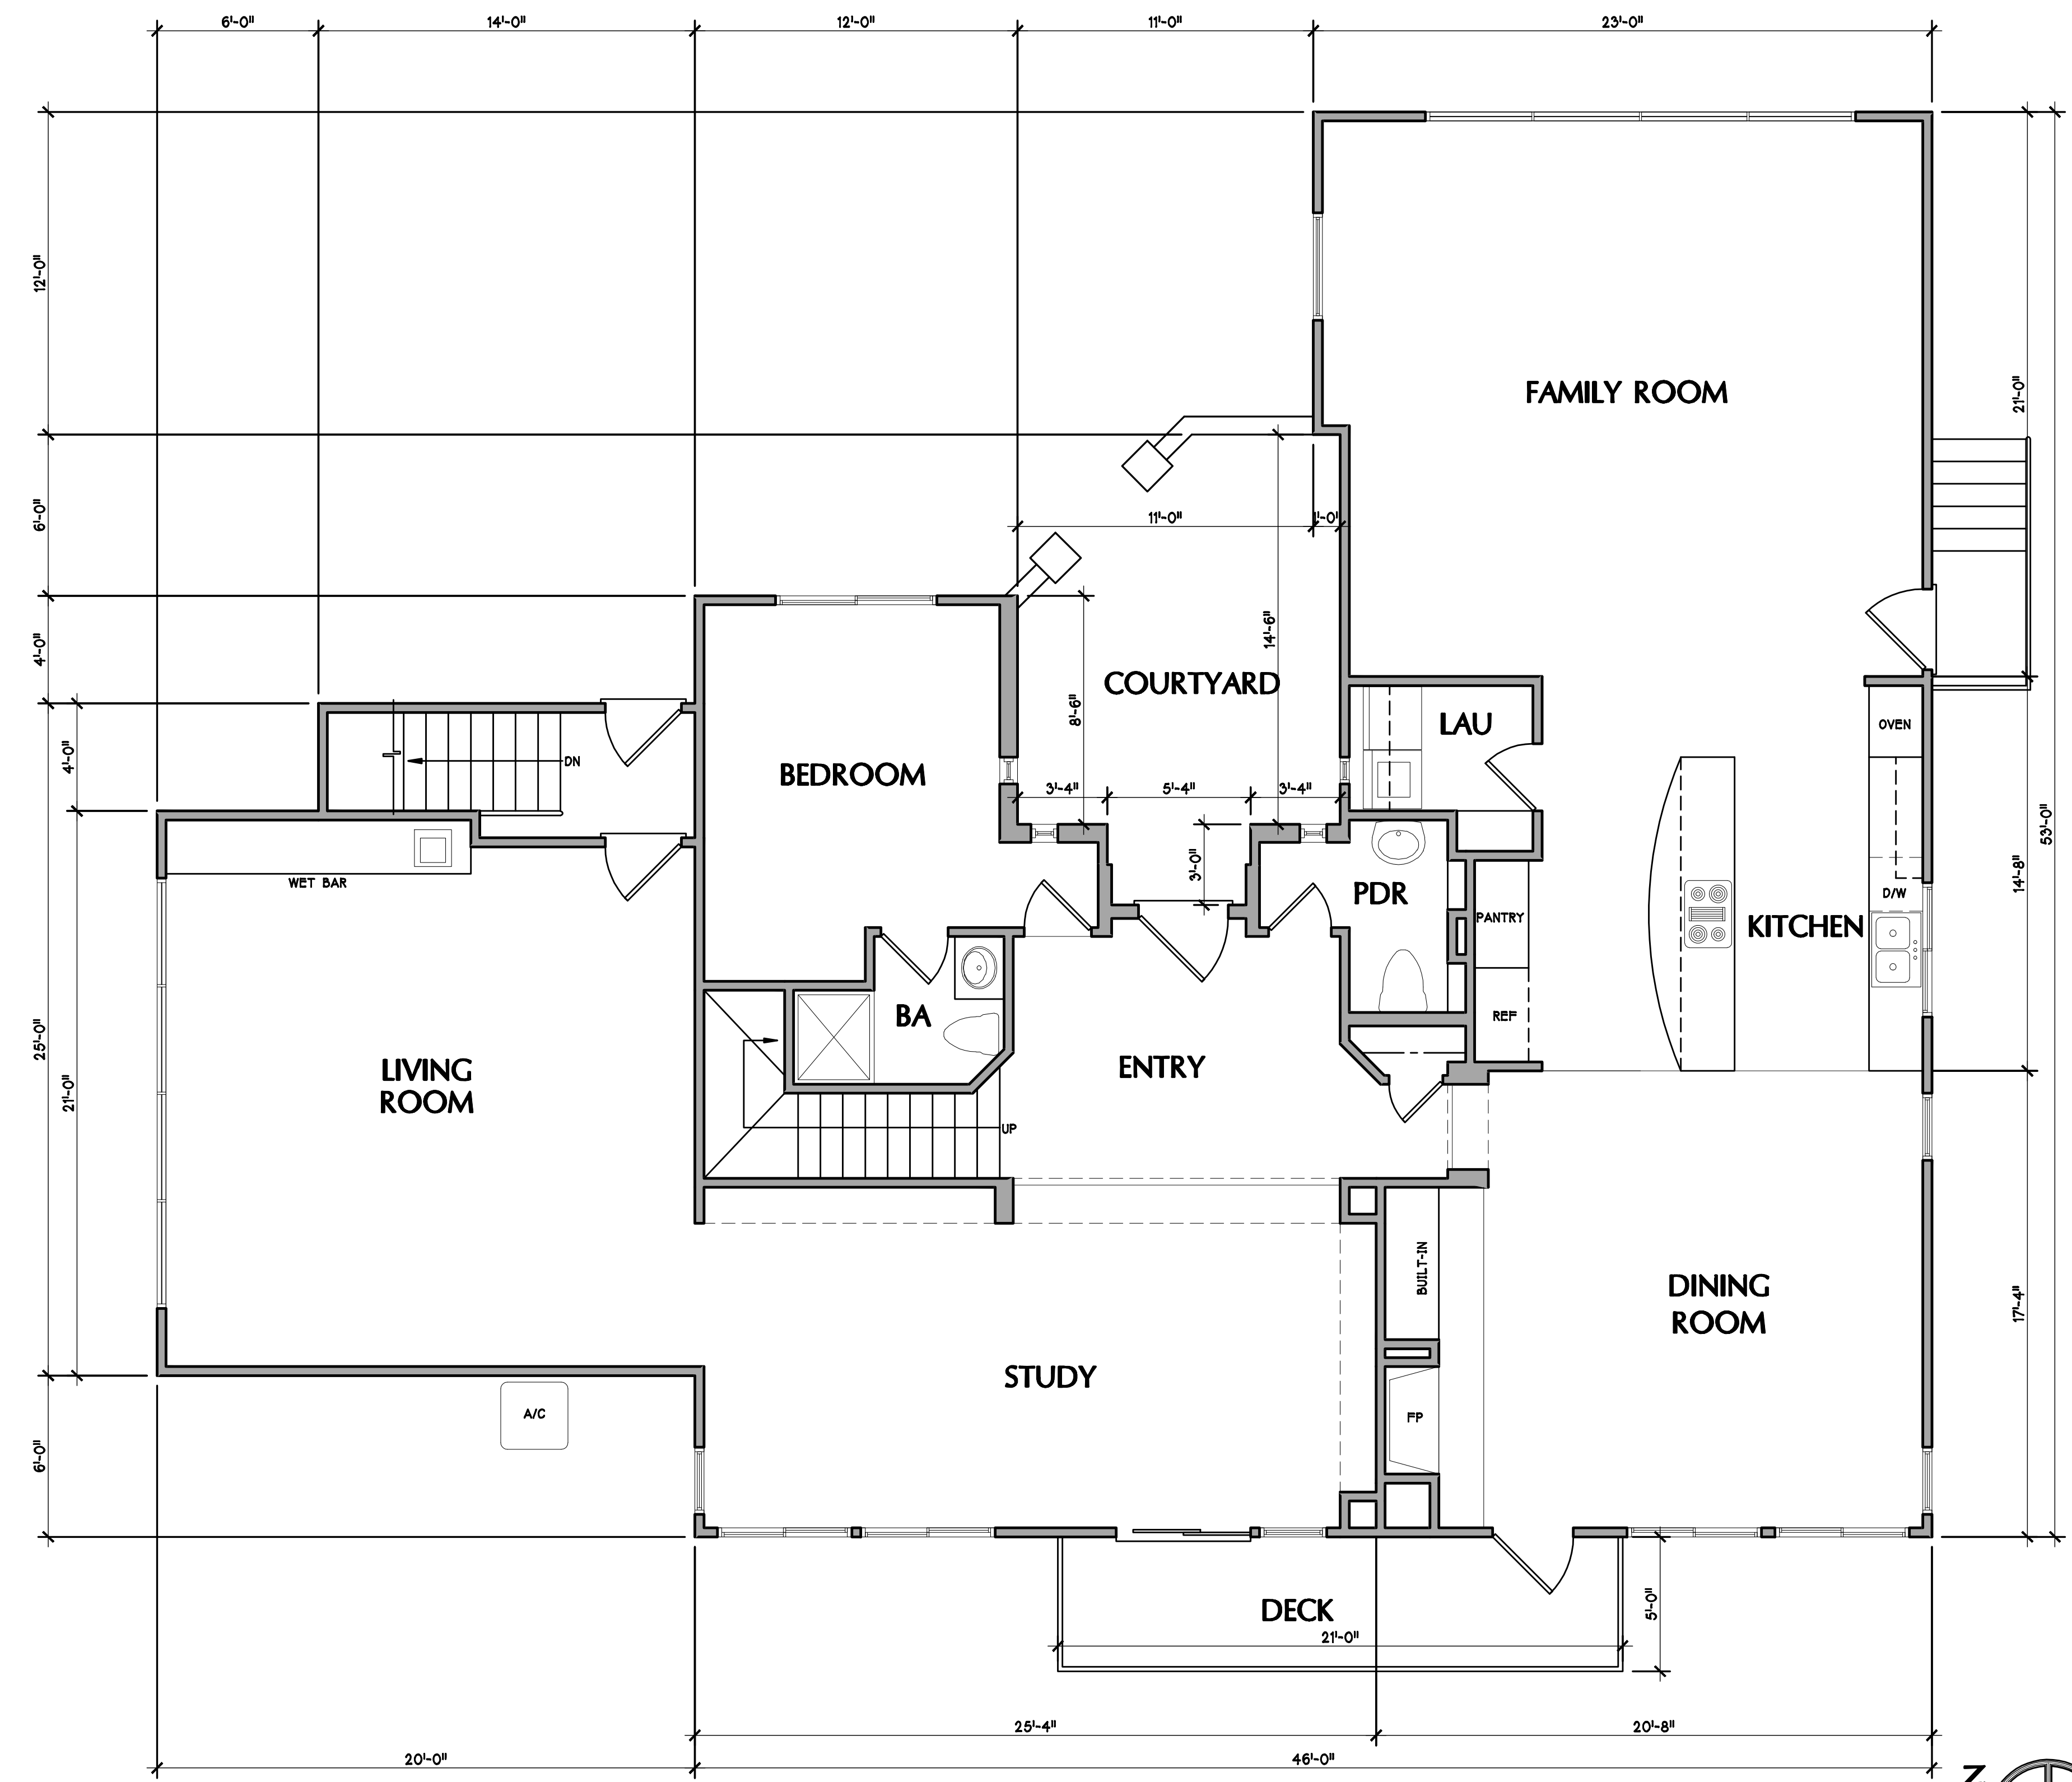 6'-0"
14'-0"
12'-0"
11'-0"
23'-0"
12'-0"
6'-0"
4'-0"
4'-0"
25'-0"
21'-0"
6'-0"
21'-0"
53'-0"
14'-8"
17'-4"
FAMILY ROOM
11'-0"
1'-0"
14'-6"
8'-6"
COURTYARD
3'-4"
5'-4"
3'-4"
3'-0"
LAU
OVEN
BEDROOM
DN
WET BAR
PDR
PANTRY
D/W
KITCHEN
REF
BA
ENTRY
LIVING
ROOM
UP
BUILT-IN
DINING
ROOM
STUDY
FP
A/C
DECK
21'-0"
5'-0"
25'-4"
20'-8"
20'-0"
46'-0"
Z